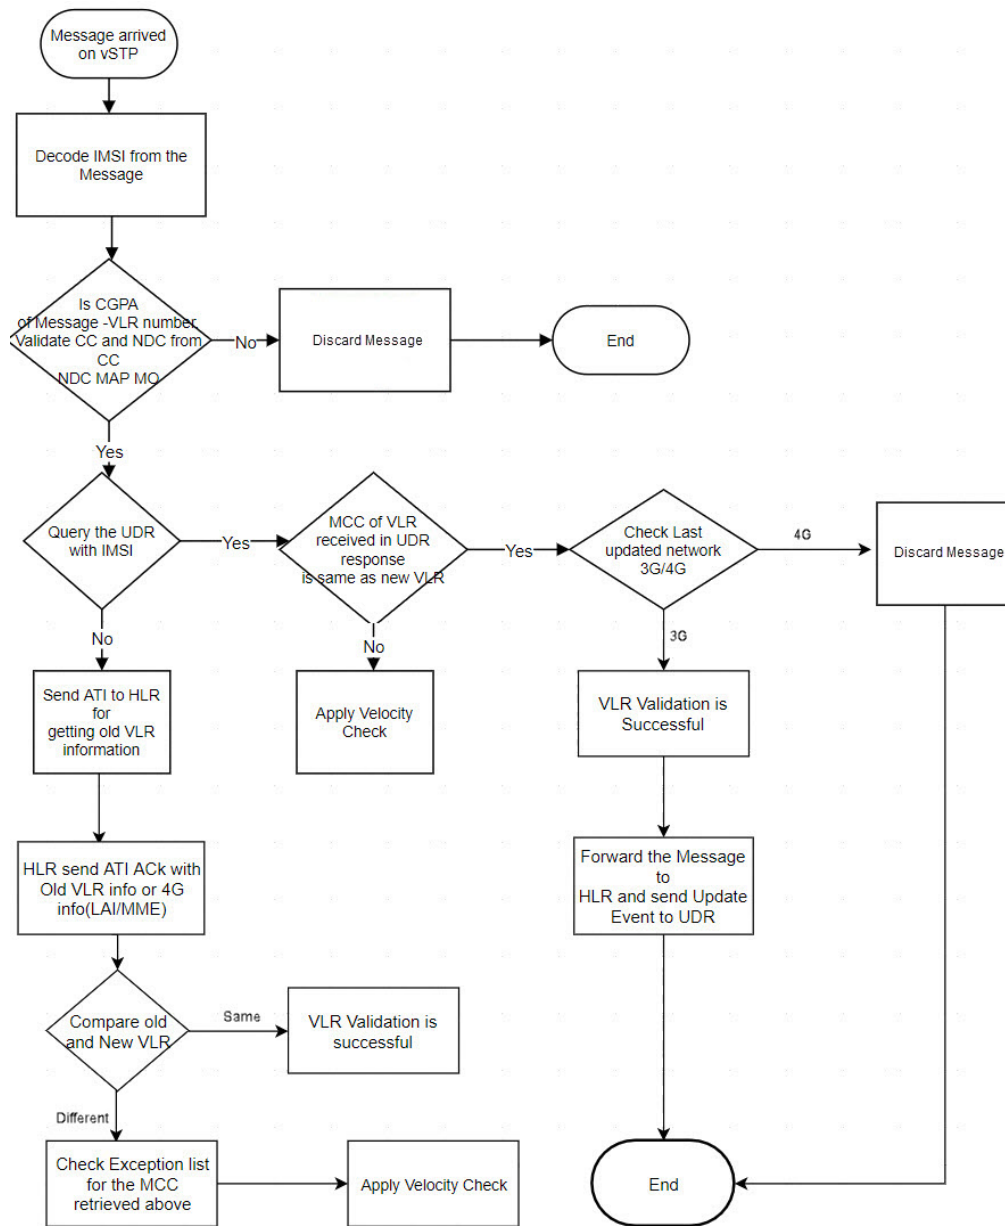 Message arrived
on vSTP
Decode IMSI from the
Message
Is CGPA
of Message -VLR number.
Validate CC and NDC from
CC
NDC MAP MO
No
Discard Message
End
Yes
Query the UDR
with IMSI
Yes
MCC of VLR
received in UDR
response
is same as new VLR
Yes
Check Last
updated network
3G/4G
4G
Discard Message
No
No
3G
Send ATI to HLR
for
getting old VLR
information
Apply Velocity
Check
VLR Validation is
Successful
HLR send ATI ACk with
Old VLR info or 4G
info(LAI/MME)
Forward the Message
to
HLR and send Update
Event to UDR
Compare old
and New VLR
Same
VLR Validation is
successful
Different
Check Exception list
for the MCC
retrieved above
Apply Velocity Check
End